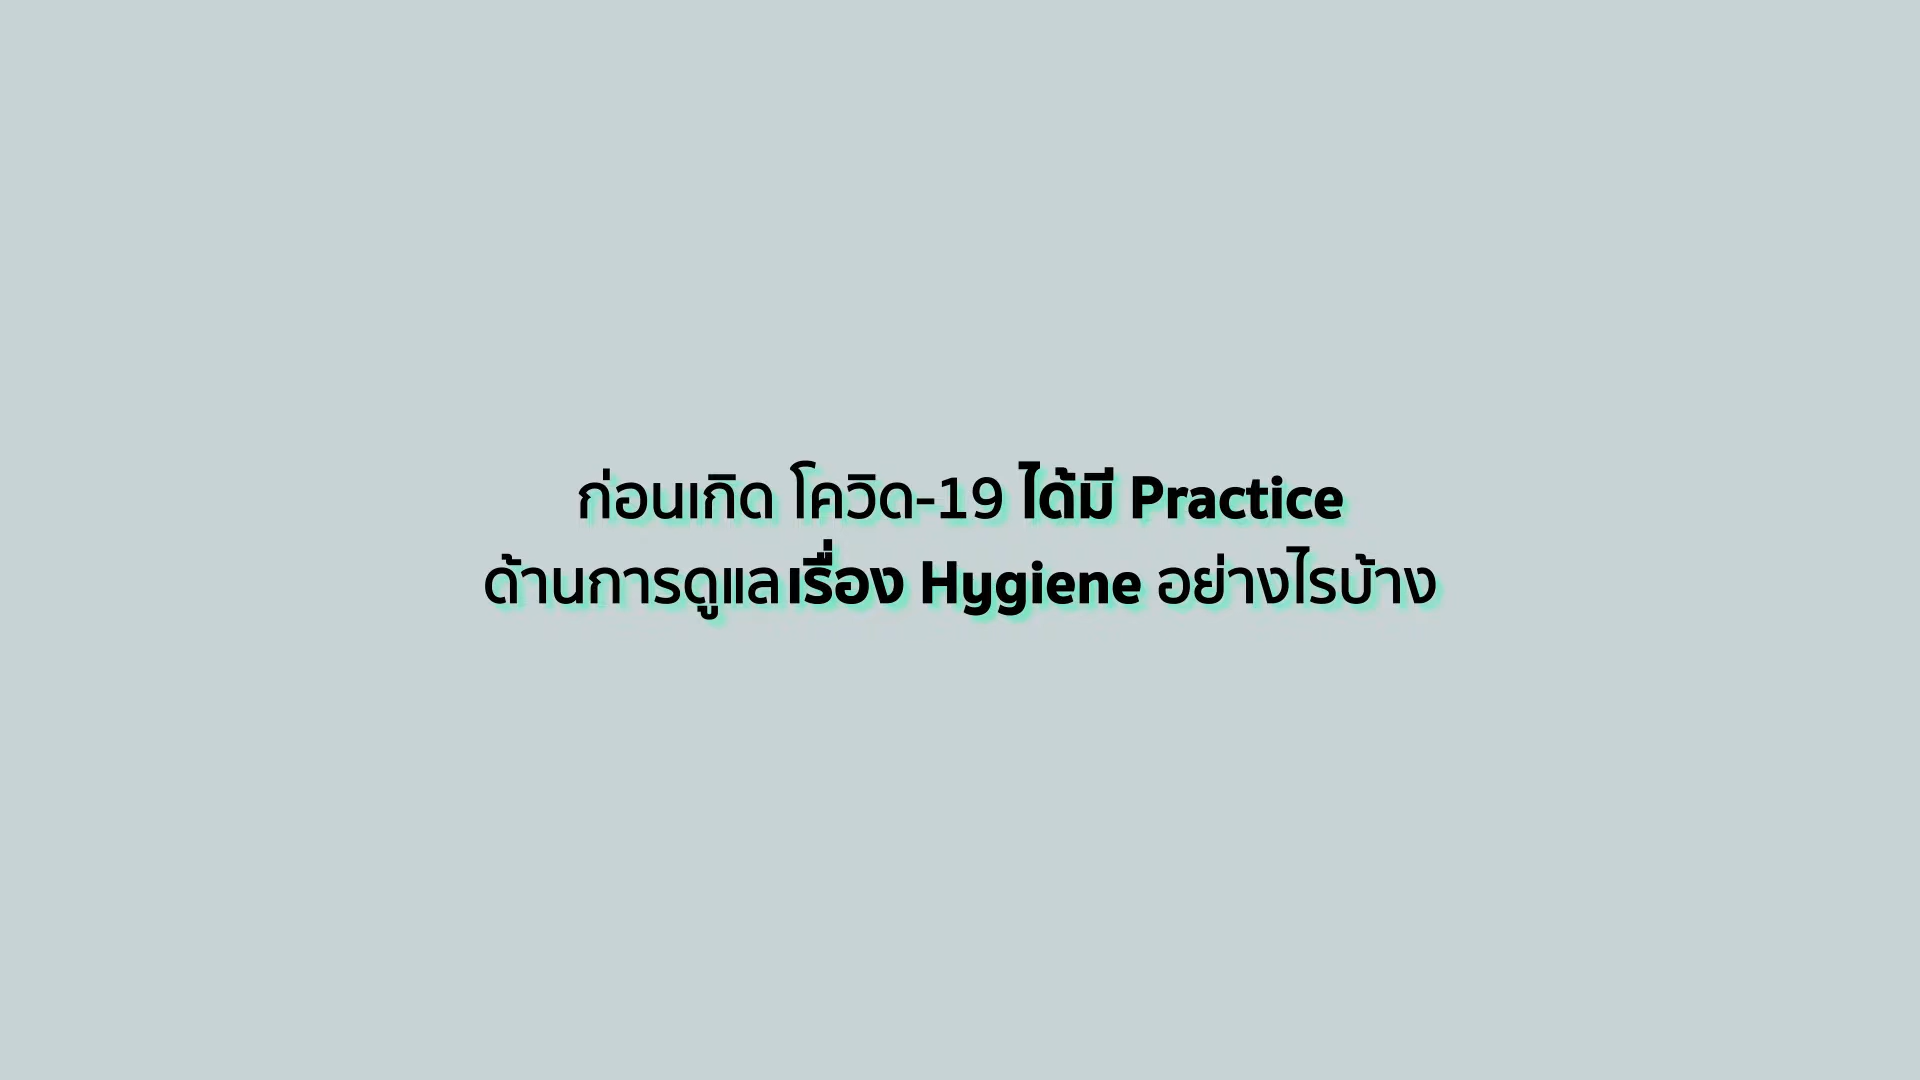 ก่อนเกิด โควิด-19 ได้มี Practice
ด้านการดูแลเรื่อง Hygiene อย่างไรบ้าง